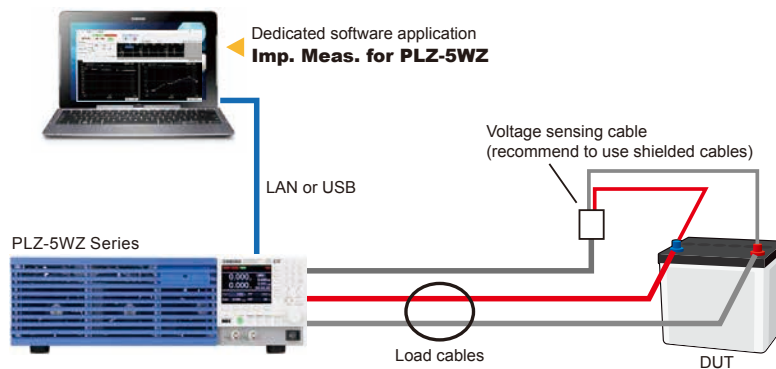 Dedicated software application
Imp. Meas. for PLZ-5WZ
Voltage sensing cable
(recommend to use shielded cables)
LAN or USB
PLZ-5WZ Series
Load cables
DUT